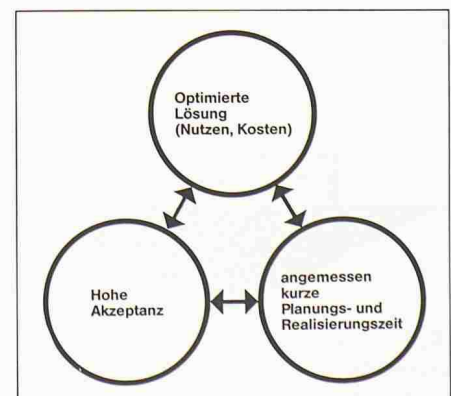 Optimierte
Lösung
(Nutzen, Kosten)
Hohe
Akzeptanz
angemessen
kurze
Planungs- und
Realisierungszeit